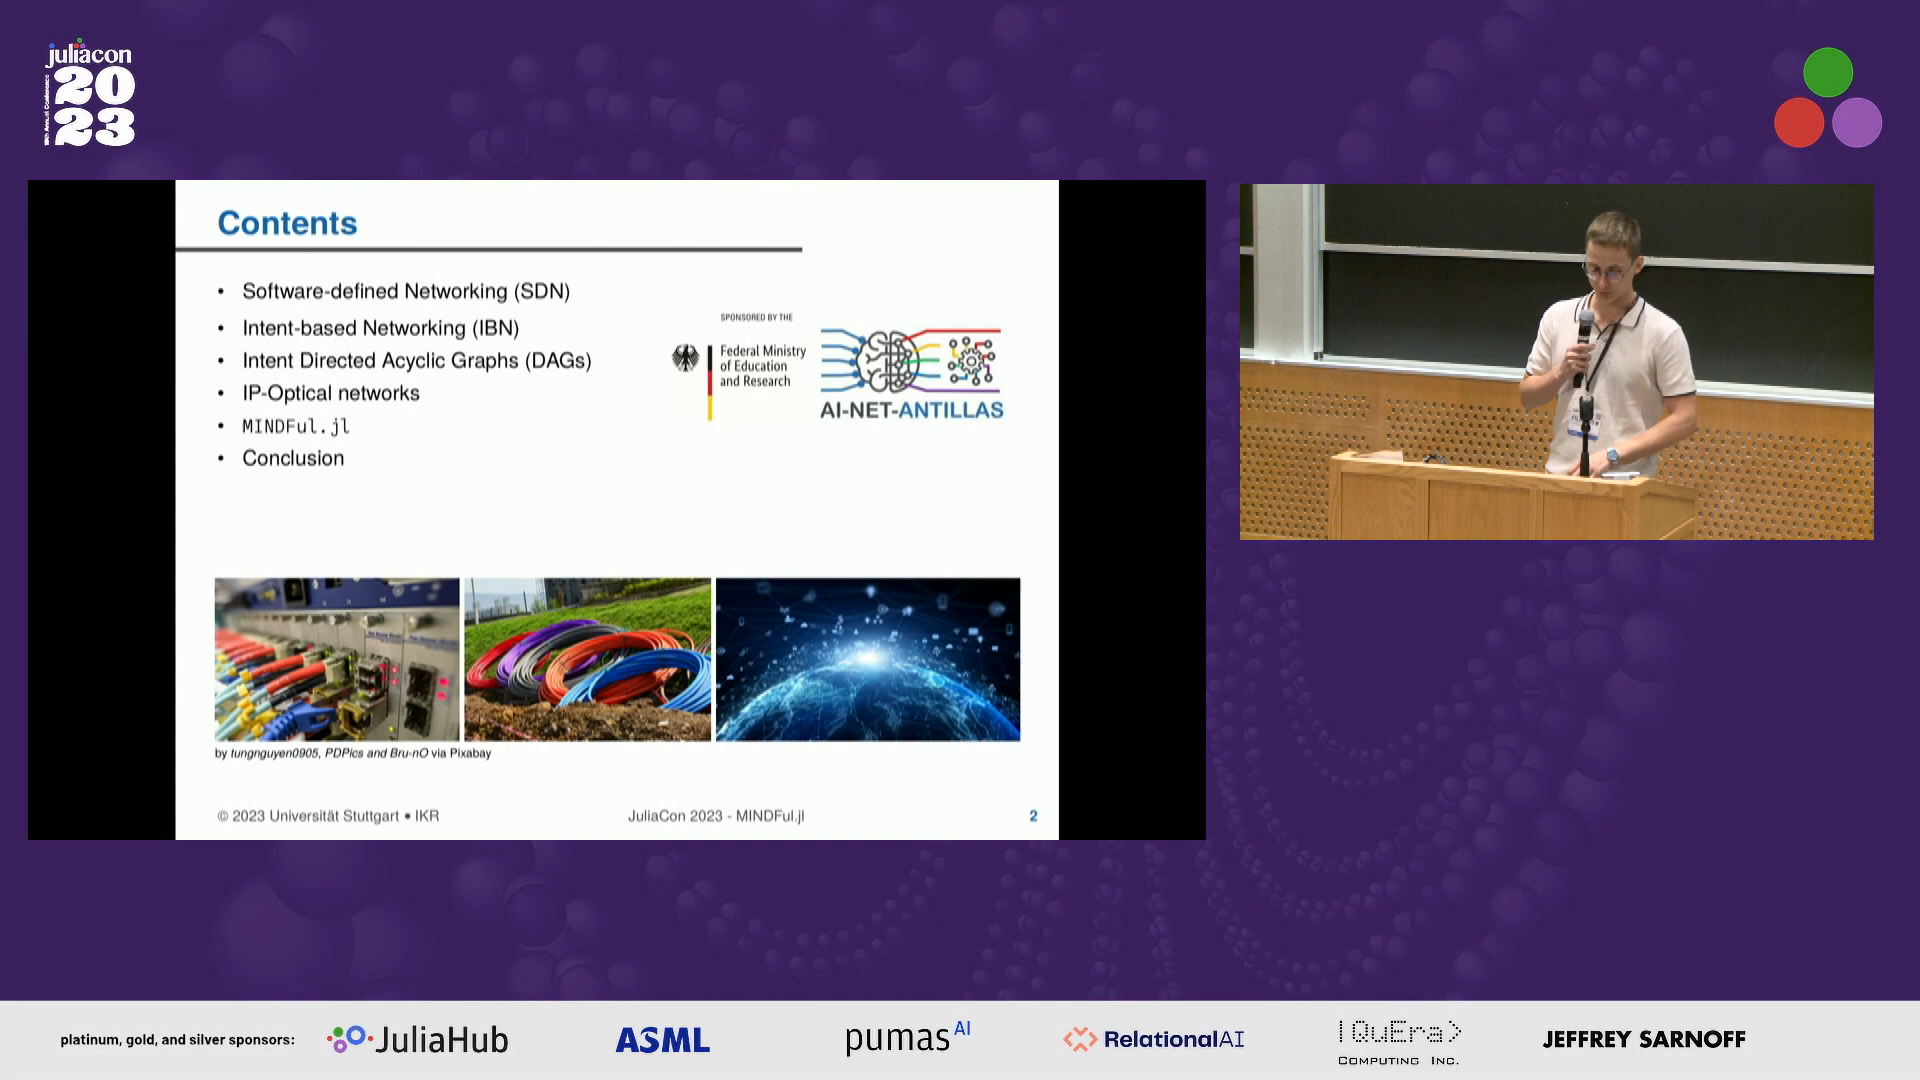 juliacon
20
23
Contents
• Software-defined Networking (SDN)
• Intent-based Networking (IBN)
• Intent Directed Acyclic Graphs (DAGs)
• IP-Optical networks
• MINDFul.jl
• Conclusion
SPONSORED BY THE
Federal Ministry
of Education
and Research
AI-NET-ANTILLAS
by tungnguyen0905, PDPics and Bru-nO via Pixabay
© 2023 Universität Stuttgart • IKR
JuliaCon 2023 - MINDFul.jl
2
platinum, gold, and silver sponsors:
JuliaHub
ASML
pumasAI
RelationalAI
|QuEra⟩
COMPUTING INC.
JEFFREY SARNOFF